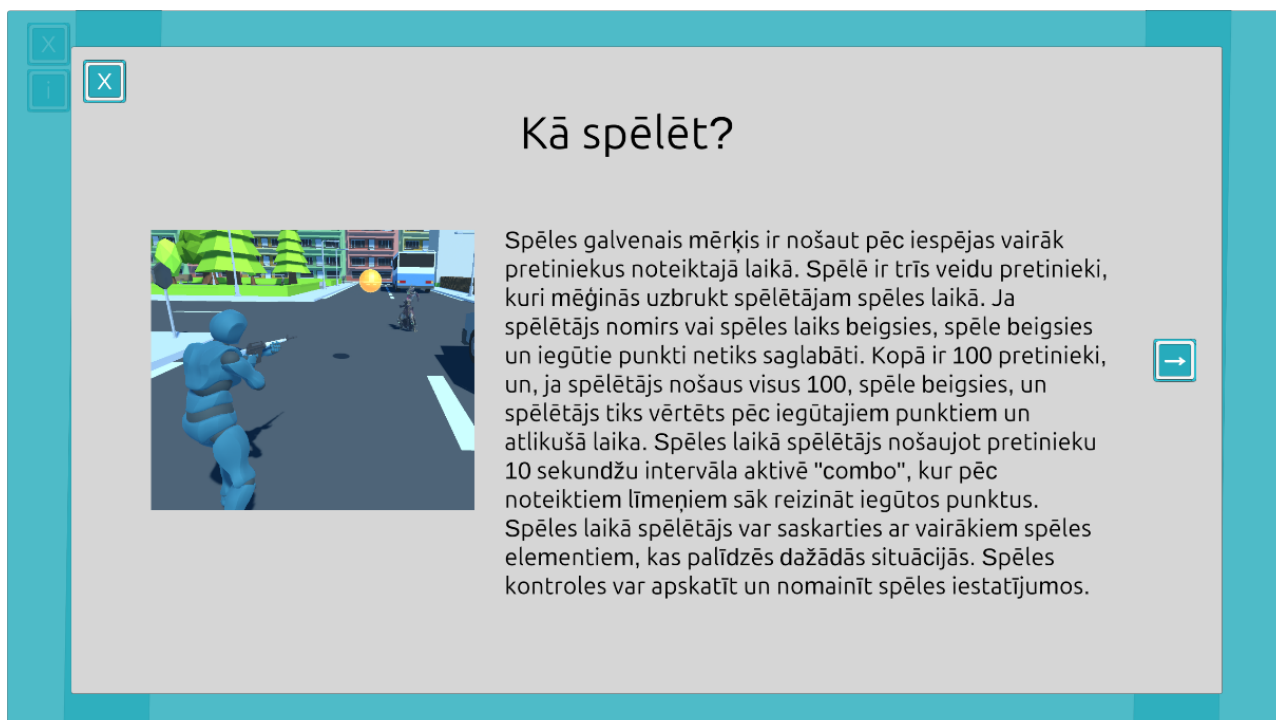 X
i
X
Kā spēlēt?
Spēles galvenais mērķis ir nošaut pēc iespējas vairāk
pretiniekus noteiktajā laikā. Spēlē ir trīs veidu pretinieki,
kuri mēģinās uzbrukt spēlētājam spēles laikā. Ja
spēlētājs nomirs vai spēles laiks beigsies, spēle beigsies
un iegūtie punkti netiks saglabāti. Kopā ir 100 pretinieki,
un, ja spēlētājs nošaus visus 100, spēle beigsies, un
spēlētājs tiks vērtēts pēc iegūtajiem punktiem un
atlikušā laika. Spēles laikā spēlētājs nošaujot pretinieku
10 sekundžu intervāla aktivē "combo", kur pēc
noteiktiem līmeņiem sāk reizināt iegūtos punktus.
Spēles laikā spēlētājs var saskarties ar vairākiem spēles
elementiem, kas palīdzēs dažādās situācijās. Spēles
kontroles var apskatīt un nomainīt spēles iestatījumos.
→